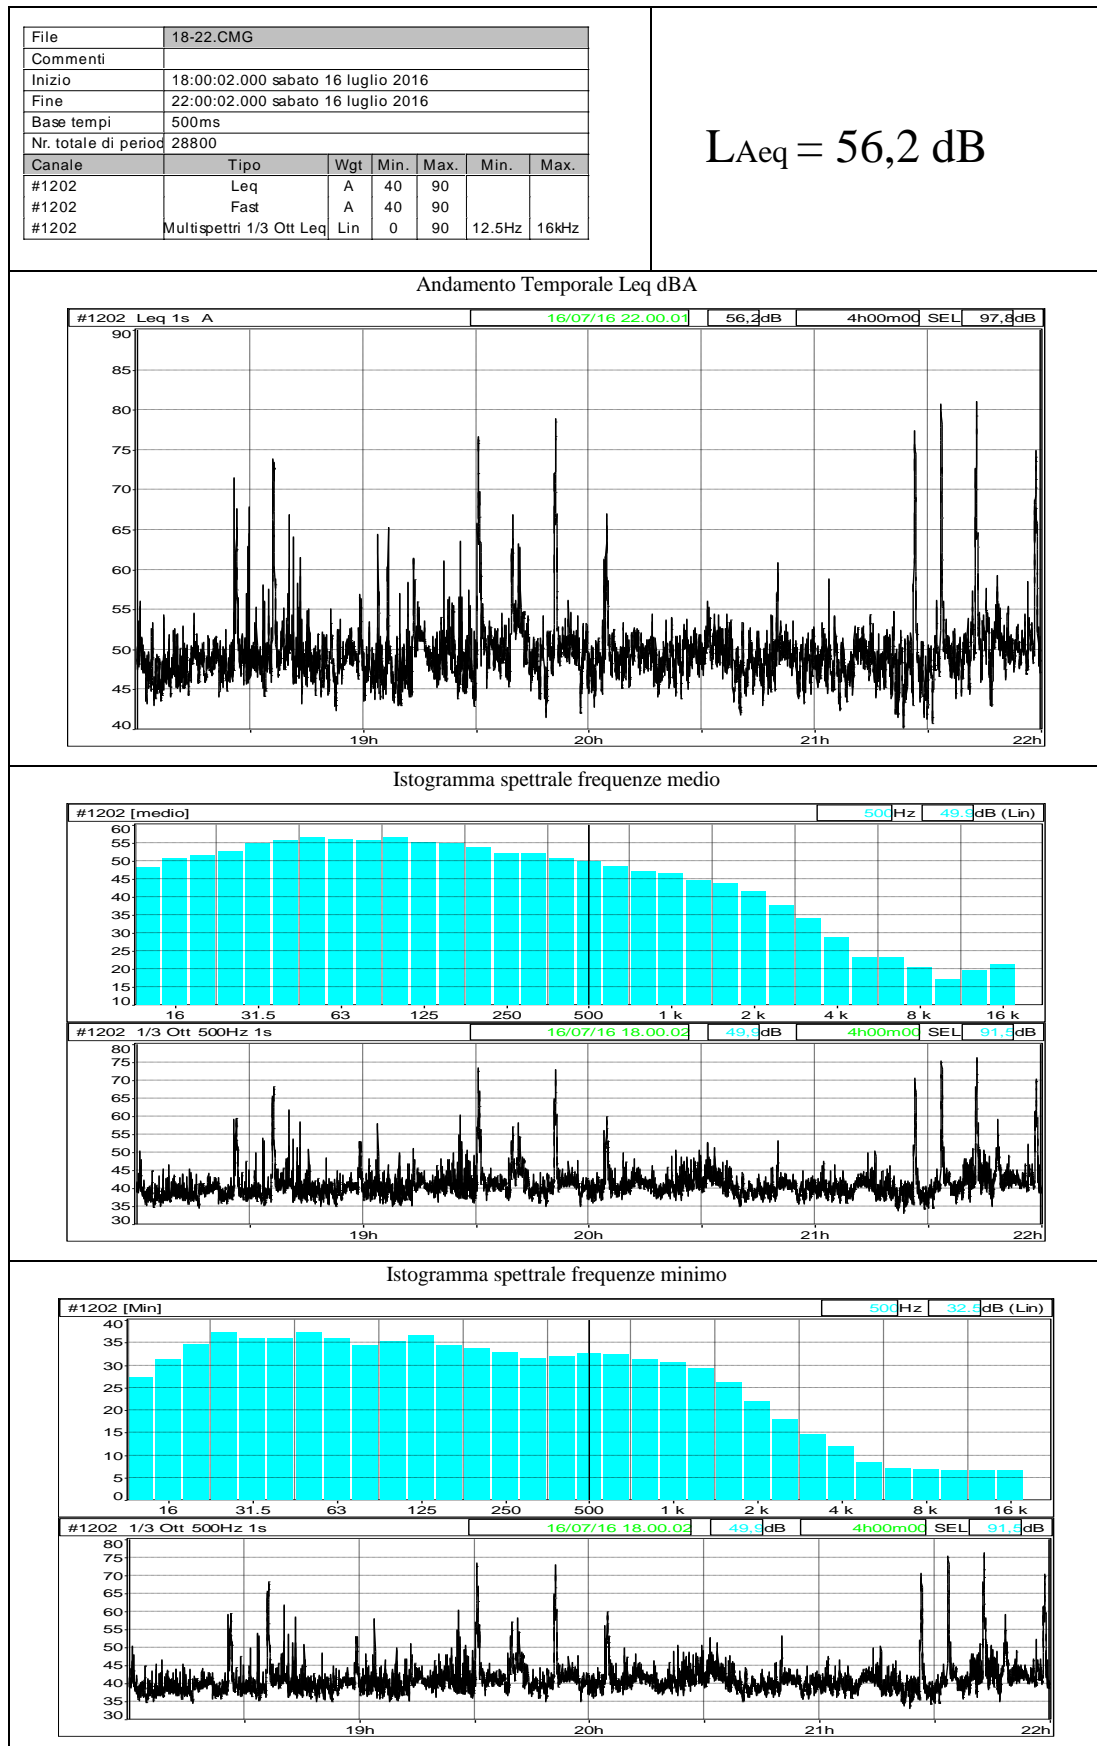 File 18-22.CMG
Commenti
Inizio 18:00:02.000 sabato 16 luglio 2016
Fine 22:00:02.000 sabato 16 luglio 2016
Base tempi 500ms
Nr. totale di period 28800
Canale Tipo Wgt Min. Max. Min. Max.
#1202 Leq A 40 90
#1202 Fast A 40 90
#1202 Multispettri 1/3 Ott Leq Lin 0 90 12.5Hz 16kHz
LAeq = 56,2 dB
Andamento Temporale Leq dBA
#1202 Leq 1s A 16/07/16 22.00.01 56,2dB 4h00m00 SEL 97,8dB
90
85
80
75
70
65
60
55
50
45
40
19h 20h 21h 22h
Istogramma spettrale frequenze medio
#1202 [medio] 500Hz 49.9dB (Lin)
60
55
50
45
40
35
30
25
20
15
10
16 31.5 63 125 250 500 1 k 2 k 4 k 8 k 16 k
#1202 1/3 Ott 500Hz 1s 16/07/16 18.00.02 49,9dB 4h00m00 SEL 91,5dB
80
75
70
65
60
55
50
45
40
35
30
19h 20h 21h 22h
Istogramma spettrale frequenze minimo
#1202 [Min] 500Hz 32.5dB (Lin)
40
35
30
25
20
15
10
5
0
16 31.5 63 125 250 500 1 k 2 k 4 k 8 k 16 k
#1202 1/3 Ott 500Hz 1s 16/07/16 18.00.02 49,9dB 4h00m00 SEL 91,5dB
80
75
70
65
60
55
50
45
40
35
30
19h 20h 21h 22h